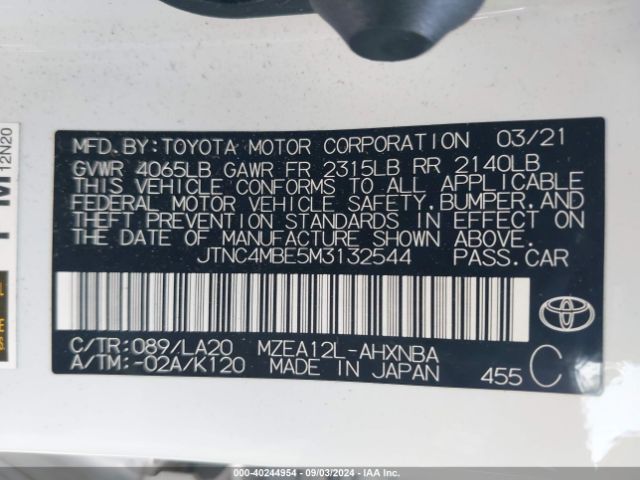 MFD.BY:TOYOTA MOTOR CORPORATION 03/21
GVWR 4065LB GAWR FR 2315LB RR 2140LB
THIS VEHICLE CONFORMS TO ALL APPLICABLE
FEDERAL MOTOR VEHICLE SAFETY,BUMPER,AND
THEFT PREVENTION STANDARDS IN EFFECT ON
THE DATE OF MANUFACTURE SHOWN ABOVE.
JTNC4MBE5M3132544 PASS.CAR
C/TR:089/LA20 MZEA12L-AHXNBA
A/TM:-02A/K120 MADE IN JAPAN 455 C
TOYOTA
12N20
000-40244954 - 09/03/2024 - IAA Inc.